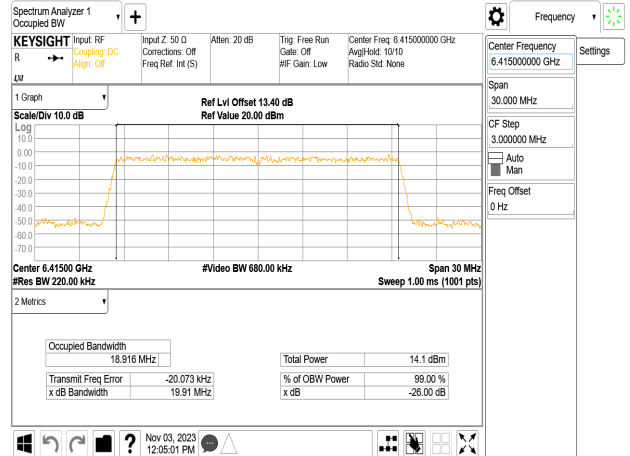 Spectrum Analyzer 1
Occupied BW
Frequency
KEYSIGHT
R
Input: RF
Coupling: DC
Align: Off
Input Z: 50 Ω
Corrections: Off
Freq Ref: Int (S)
Atten: 20 dB
Trig: Free Run
Gate: Off
#IF Gain: Low
Center Freq: 6.415000000 GHz
Avg|Hold: 10/10
Radio Std: None
Center Frequency
6.415000000 GHz
Settings
Span
30.000 MHz
CF Step
3.000000 MHz
Auto
Man
Freq Offset
0 Hz
1 Graph
Scale/Div 10.0 dB
Ref Lvl Offset 13.40 dB
Ref Value 20.00 dBm
Log
10.0
0.00
-10.0
-20.0
-30.0
-40.0
-50.0
-60.0
-70.0
Center 6.41500 GHz
#Res BW 220.00 kHz
#Video BW 680.00 kHz
Span 30 MHz
Sweep 1.00 ms (1001 pts)
2 Metrics
Occupied Bandwidth
18.916 MHz
Transmit Freq Error -20.073 kHz
x dB Bandwidth 19.91 MHz
Total Power 14.1 dBm
% of OBW Power 99.00 %
x dB -26.00 dB
?
Nov 03, 2023
12:05:01 PM